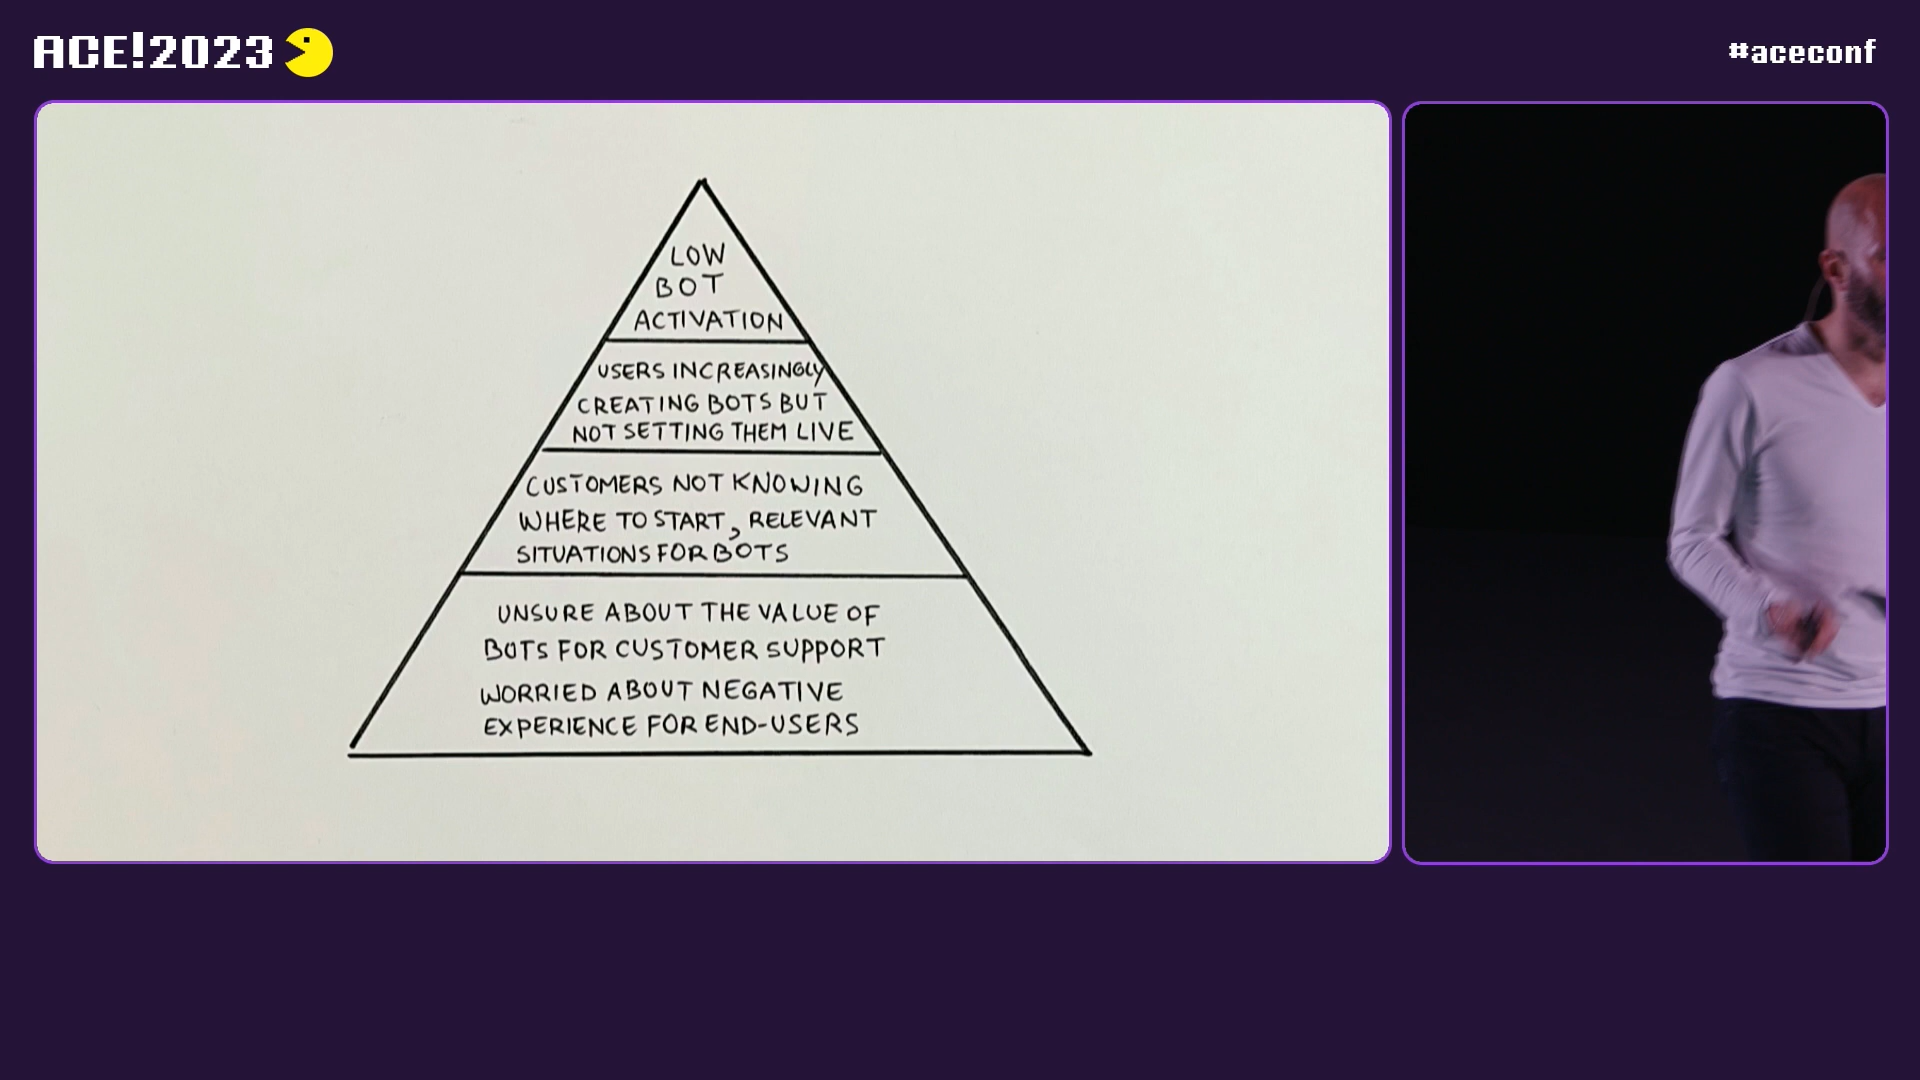 ACE!2023
#aceconf
LOW
BOT
ACTIVATION
USERS INCREASINGLY
CREATING BOTS BUT
NOT SETTING THEM LIVE
CUSTOMERS NOT KNOWING
WHERE TO START, RELEVANT
SITUATIONS FOR BOTS
UNSURE ABOUT THE VALUE OF
BOTS FOR CUSTOMER SUPPORT
WORRIED ABOUT NEGATIVE
EXPERIENCE FOR END-USERS